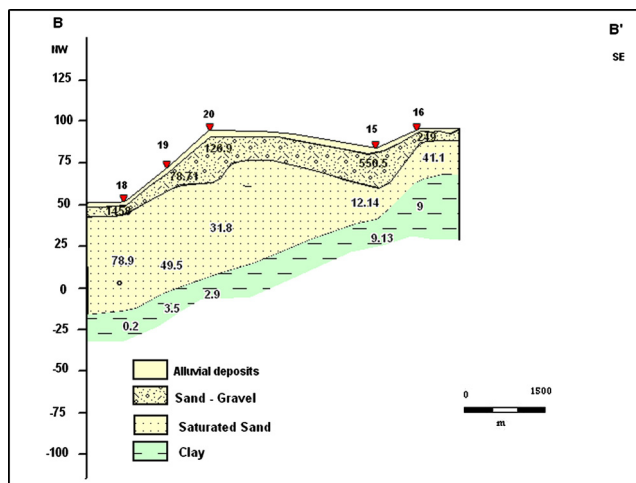 B B'
NW SE
125
20
100
16
15
19
249
126.9
75
78.71 550.5 41.1
18
50
1458 12.14 9
31.8
25
9.13
78.9 49.5
0
2.9
3.5
-25 0.2
-50
Alluvial deposits
Sand - Gravel
0 1500
-75
m
Saturated Sand
-100
Clay